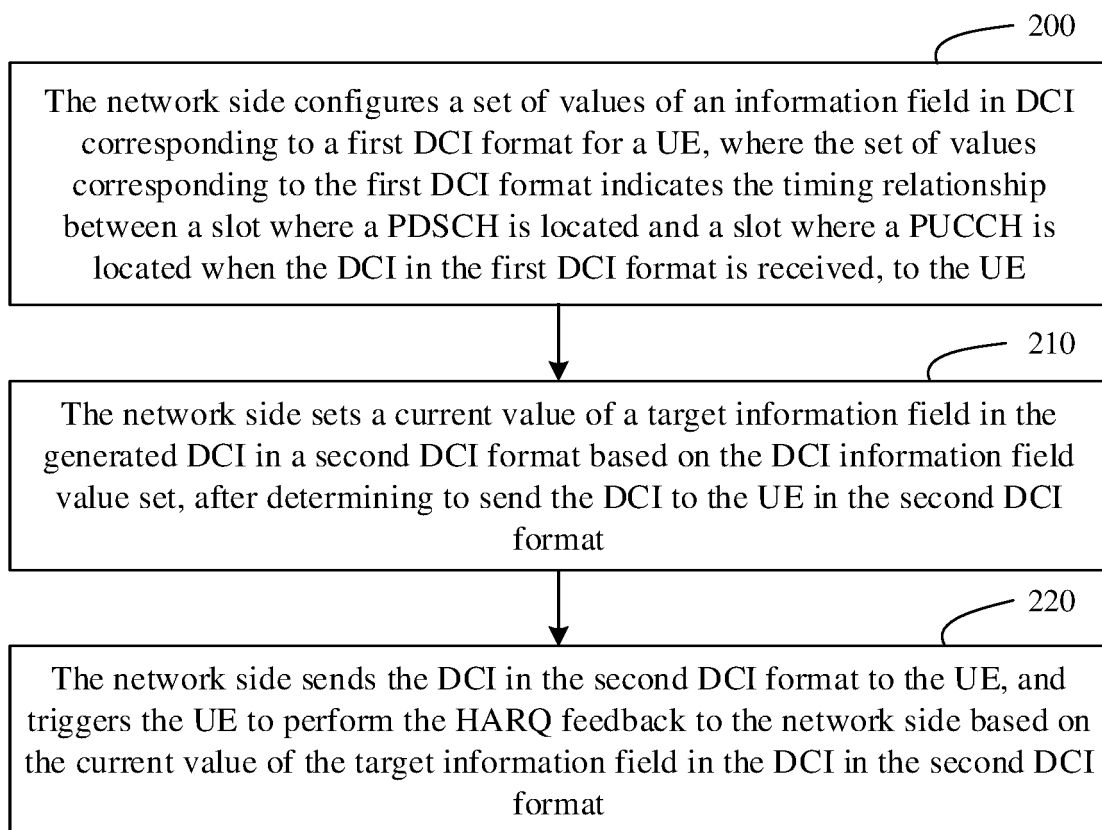 200
The network side configures a set of values of an information field in DCI
corresponding to a first DCI format for a UE, where the set of values
corresponding to the first DCI format indicates the timing relationship
between a slot where a PDSCH is located and a slot where a PUCCH is
located when the DCI in the first DCI format is received, to the UE
210
The network side sets a current value of a target information field in the
generated DCI in a second DCI format based on the DCI information field
value set, after determining to send the DCI to the UE in the second DCI
format
220
The network side sends the DCI in the second DCI format to the UE, and
triggers the UE to perform the HARQ feedback to the network side based on
the current value of the target information field in the DCI in the second DCI
format